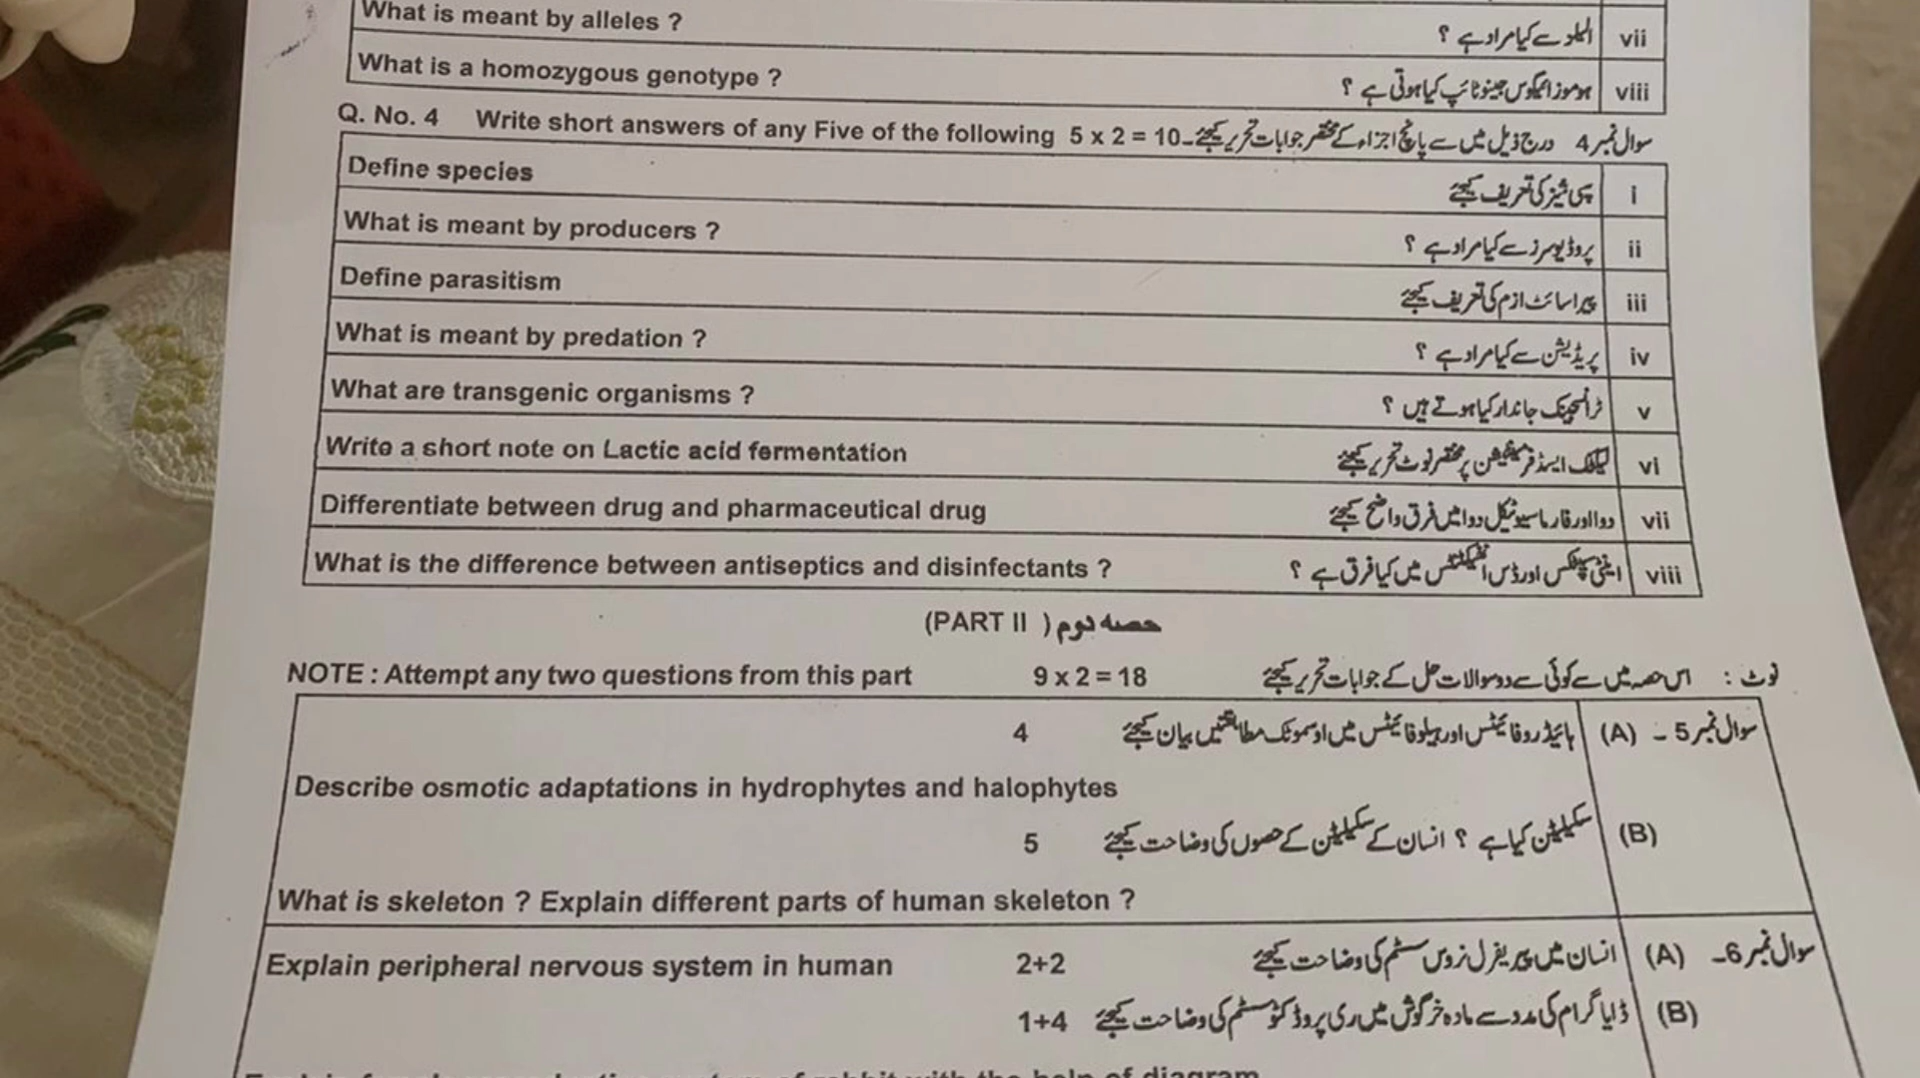 What is meant by alleles ? الیلز سے کیا مراد ہے ؟ vii
What is a homozygous genotype ? ہوموزائیگوس جینوٹائپ کیا ہوتی ہے ؟ viii
Q. No. 4 Write short answers of any Five of the following 5 x 2 = 10 سوال نمبر 4 درج ذیل میں سے پانچ اجزاء کے مختصر جوابات تحریر کیجئے۔
Define species سپی شیز کی تعریف کیجئے i
What is meant by producers ? پروڈیوسرز سے کیا مراد ہے ؟ ii
Define parasitism پیراسائٹ ازم کی تعریف کیجئے iii
What is meant by predation ? پریڈیشن سے کیا مراد ہے ؟ iv
What are transgenic organisms ? ٹرانسجینک جاندار کیا ہوتے ہیں ؟ v
Write a short note on Lactic acid fermentation لیکٹک ایسڈ فرمینٹیشن پر مختصر نوٹ تحریر کیجئے vi
Differentiate between drug and pharmaceutical drug دوا اور فارماسیوٹیکل دوا میں فرق واضح کیجئے vii
What is the difference between antiseptics and disinfectants ? اینٹی سیپٹکس اور ڈس انفیکٹنٹس میں کیا فرق ہے ؟ viii
(PART II ) حصہ دوم
NOTE : Attempt any two questions from this part 9 x 2 = 18 نوٹ : اس حصہ میں سے کوئی سے دو سوالات حل کے جوابات تحریر کیجئے
سوال نمبر 5 - (A) ہائیڈروفائیٹس اور ہیلوفائیٹس میں اوسموٹک مطابقتیں بیان کیجئے 4
Describe osmotic adaptations in hydrophytes and halophytes
(B) سکیلیٹن کیا ہے ؟ انسان کے سکیلیٹن کے حصوں کی وضاحت کیجئے 5
What is skeleton ? Explain different parts of human skeleton ?
Explain peripheral nervous system in human 2+2 سوال نمبر 6- (A) انسان میں پیریفرل نروس سسٹم کی وضاحت کیجئے
(B) ڈایا گرام کی مدد سے مادہ خرگوش میں ری پروڈکٹو سسٹم کی وضاحت کیجئے 1+4
of rabbit with the help of diagram